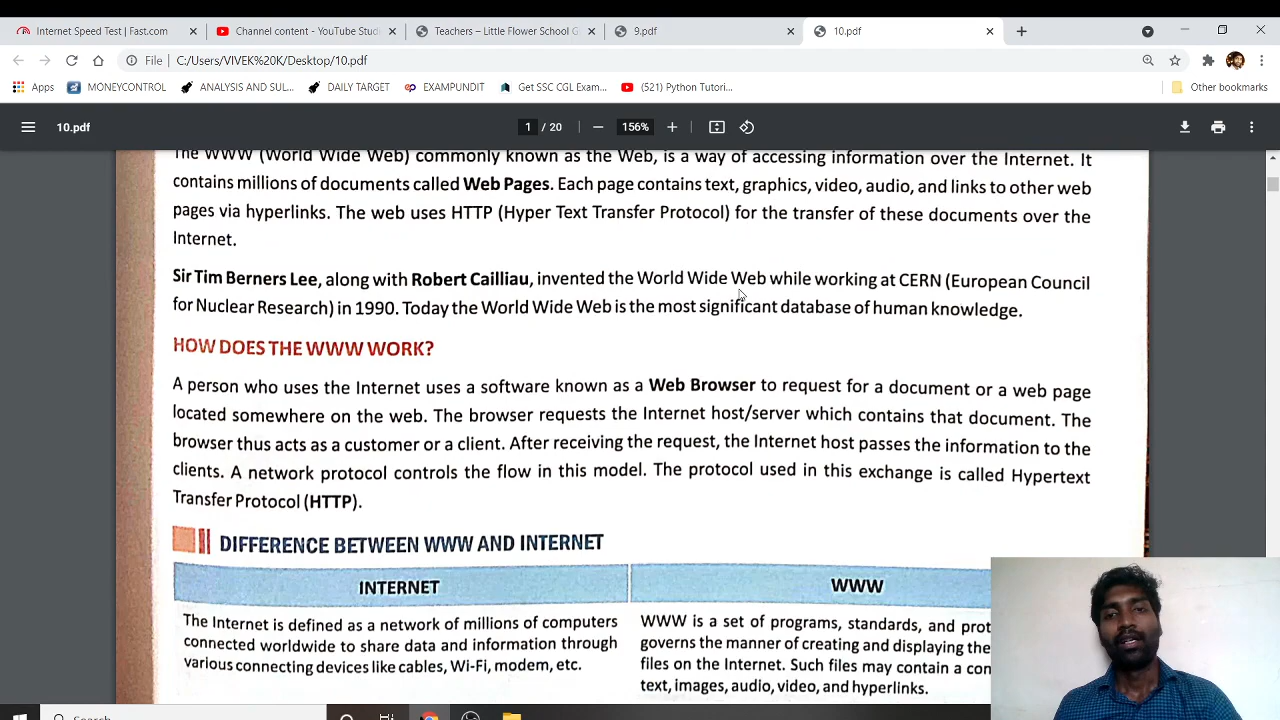 Internet Speed Test | Fast.com
Channel content - YouTube Studi
Teachers – Little Flower School G
9.pdf
10.pdf
File | C:/Users/VIVEK%20K/Desktop/10.pdf
Apps
MONEYCONTROL
ANALYSIS AND SUL...
DAILY TARGET
EXAMPUNDIT
Get SSC CGL Exam...
(521) Python Tutori...
Other bookmarks
10.pdf
1 / 20
156%
The WWW (World Wide Web) commonly known as the Web, is a way of accessing information over the Internet. It
contains millions of documents called Web Pages. Each page contains text, graphics, video, audio, and links to other web
pages via hyperlinks. The web uses HTTP (Hyper Text Transfer Protocol) for the transfer of these documents over the
Internet.
Sir Tim Berners Lee, along with Robert Cailliau, invented the World Wide Web while working at CERN (European Council
for Nuclear Research) in 1990. Today the World Wide Web is the most significant database of human knowledge.
HOW DOES THE WWW WORK?
A person who uses the Internet uses a software known as a Web Browser to request for a document or a web page
located somewhere on the web. The browser requests the Internet host/server which contains that document. The
browser thus acts as a customer or a client. After receiving the request, the Internet host passes the information to the
clients. A network protocol controls the flow in this model. The protocol used in this exchange is called Hypertext
Transfer Protocol (HTTP).
DIFFERENCE BETWEEN WWW AND INTERNET
INTERNET
The Internet is defined as a network of millions of computers
connected worldwide to share data and information through
various connecting devices like cables, Wi-Fi, modem, etc.
WWW
WWW is a set of programs, standards, and prot
governs the manner of creating and displaying the
files on the Internet. Such files may contain a con
text, images, audio, video, and hyperlinks.